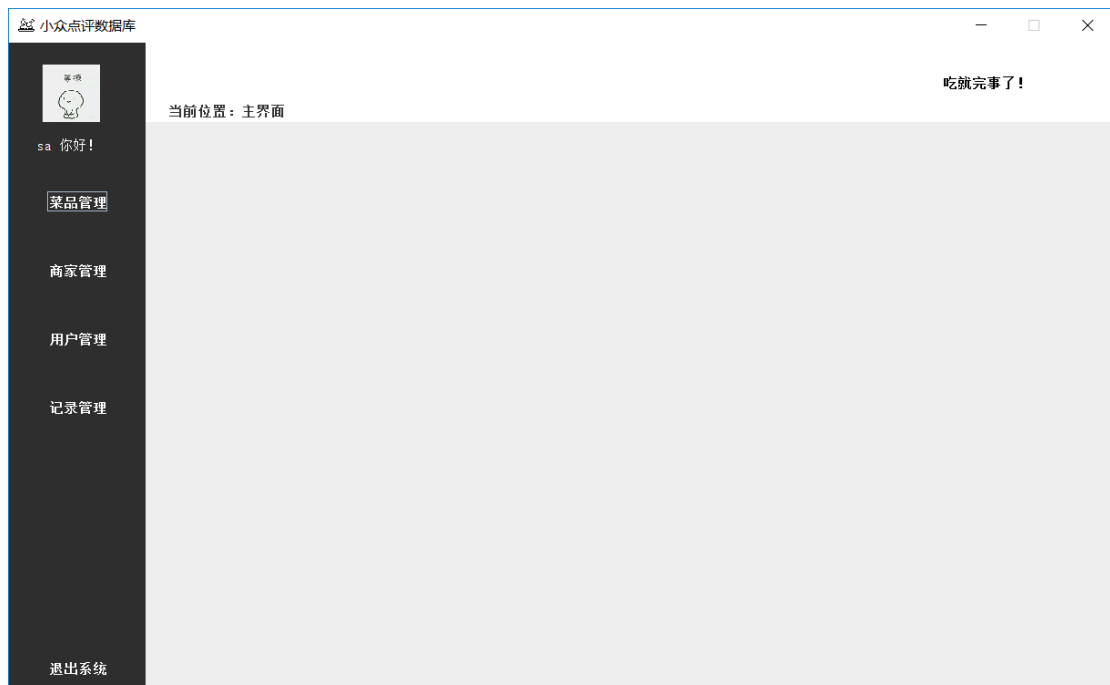 小众点评数据库
吃就完事了!
当前位置：主界面
sa 你好!
菜品管理
商家管理
用户管理
记录管理
退出系统